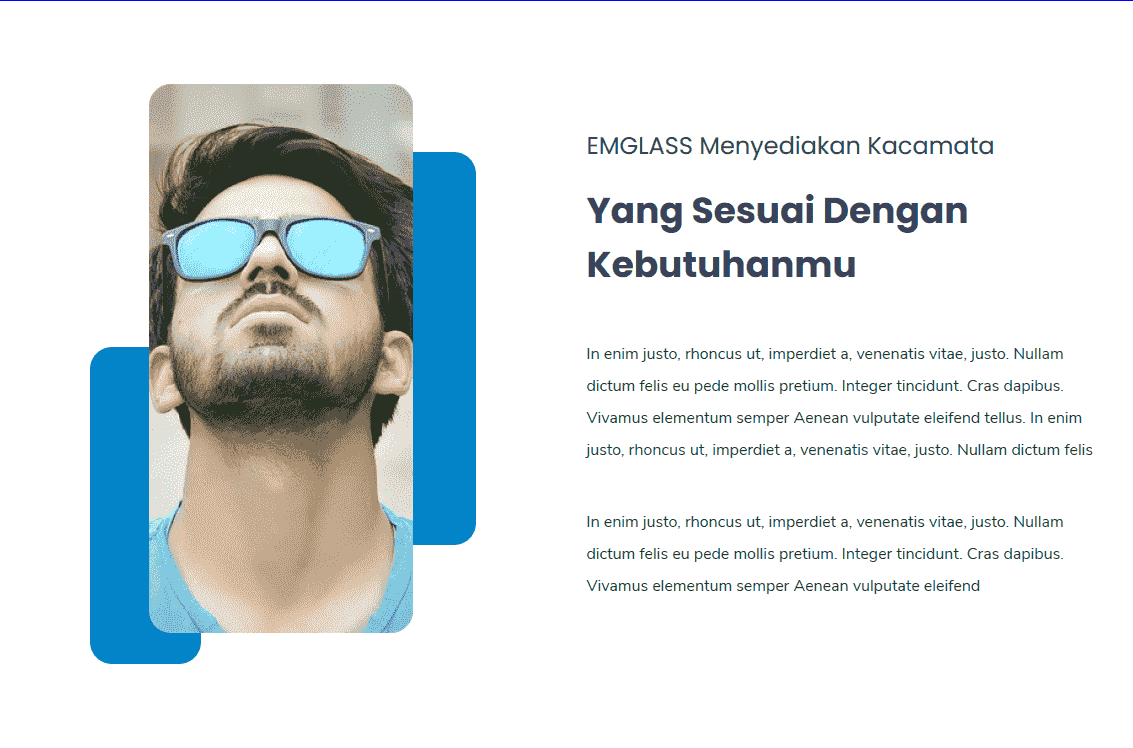 EMGLASS Menyediakan Kacamata
Yang Sesuai Dengan
Kebutuhanmu
In enim justo, rhoncus ut, imperdiet a, venenatis vitae, justo. Nullam
dictum felis eu pede mollis pretium. Integer tincidunt. Cras dapibus.
Vivamus elementum semper Aenean vulputate eleifend tellus. In enim
justo, rhoncus ut, imperdiet a, venenatis vitae, justo. Nullam dictum felis
In enim justo, rhoncus ut, imperdiet a, venenatis vitae, justo. Nullam
dictum felis eu pede mollis pretium. Integer tincidunt. Cras dapibus.
Vivamus elementum semper Aenean vulputate eleifend